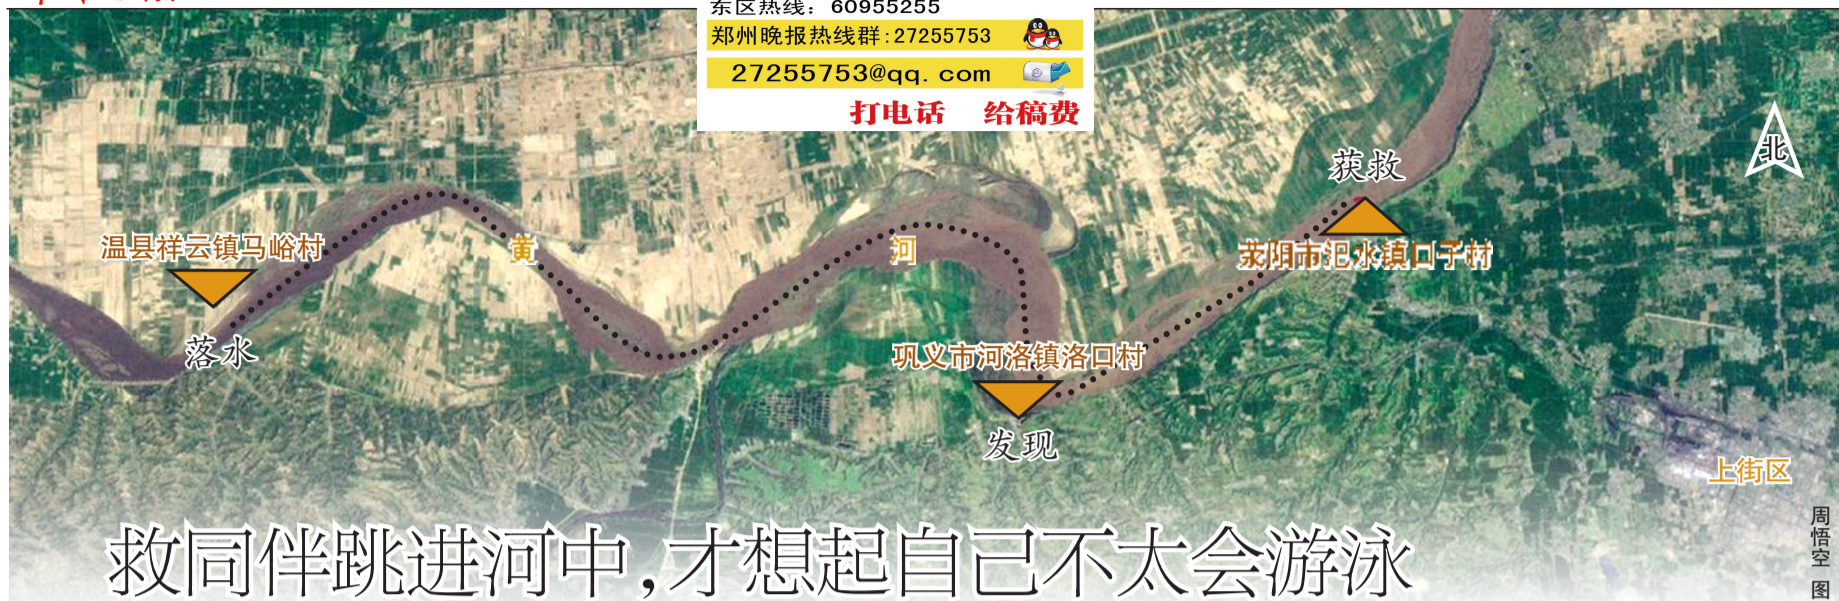 东区热线：60955255
郑州晚报热线群:27255753
27255753@qq.com
打电话 给稿费
北
获救
荥阳市汜水镇口子村
温县祥云镇马峪村
黄
河
落水
巩义市河洛镇洛口村
发现
上街区
救同伴跳进河中,才想起自己不太会游泳
周悟空 图